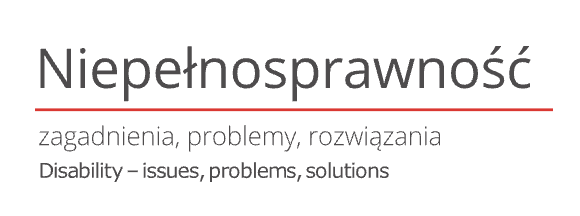 Niepełnosprawność
zagadnienia, problemy, rozwiązania
Disability – issues, problems, solutions